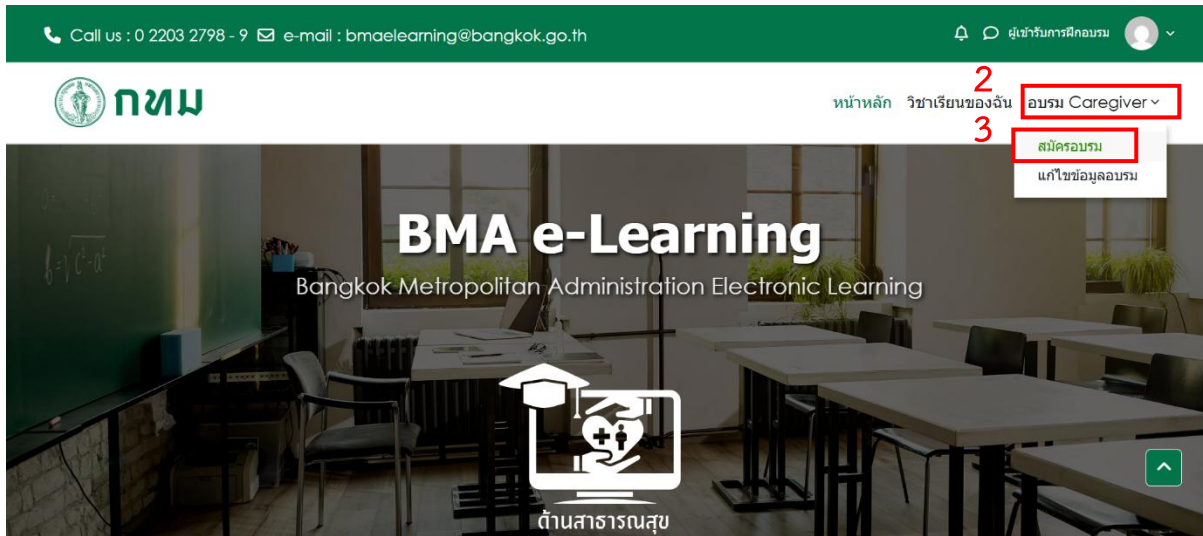 Call us : 0 2203 2798 - 9 e-mail : bmaelearning@bangkok.go.th
ผู้เข้ารับการฝึกอบรม
กทม
2
หน้าหลัก วิชาเรียนของฉัน อบรม Caregiver
3
สมัครอบรม
แก้ไขข้อมูลอบรม
BMA e-Learning
Bangkok Metropolitan Administration Electronic Learning
ด้านสาธารณสุข